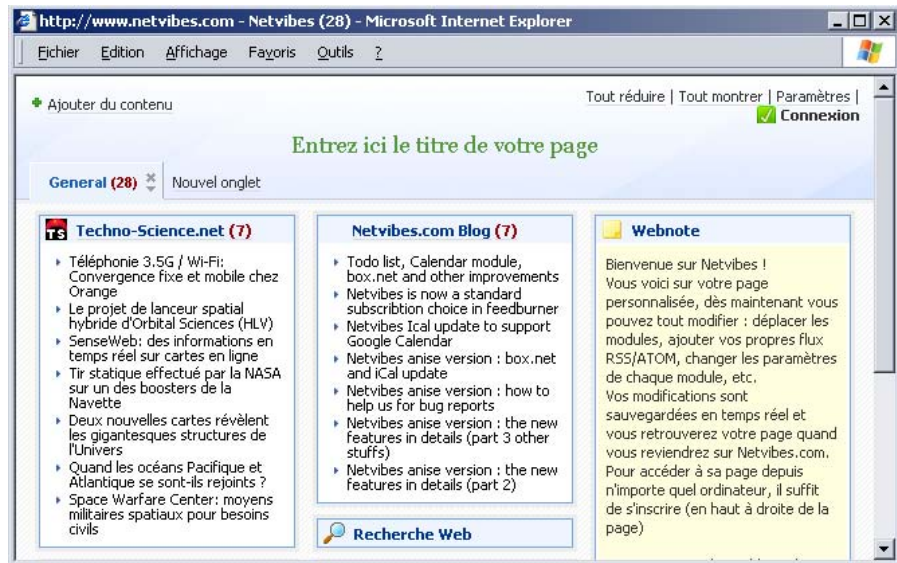 http://www.netvibes.com - Netvibes (28) - Microsoft Internet Explorer
Fichier Edition Affichage Favoris Outils ?
Ajouter du contenu
Tout réduire | Tout montrer | Paramètres |
Connexion
Entrez ici le titre de votre page
General (28) Nouvel onglet
TS Techno-Science.net (7)
Téléphonie 3.5G / Wi-Fi:
Convergence fixe et mobile chez
Orange
Le projet de lanceur spatial
hybride d'Orbital Sciences (HLV)
SenseWeb: des informations en
temps réel sur cartes en ligne
Tir statique effectué par la NASA
sur un des boosters de la
Navette
Deux nouvelles cartes révèlent
les gigantesques structures de
l'Univers
Quand les océans Pacifique et
Atlantique se sont-ils rejoints ?
Space Warfare Center: moyens
militaires spatiaux pour besoins
civils
Netvibes.com Blog (7)
Todo list, Calendar module,
box.net and other improvements
Netvibes is now a standard
subscribtion choice in feedburner
Netvibes Ical update to support
Google Calendar
Netvibes anise version : box.net
and iCal update
Netvibes anise version : how to
help us for bug reports
Netvibes anise version : the new
features in details (part 3 other
stuffs)
Netvibes anise version : the new
features in details (part 2)
Recherche Web
Webnote
Bienvenue sur Netvibes !
Vous voici sur votre page
personnalisée, dès maintenant vous
pouvez tout modifier : déplacer les
modules, ajouter vos propres flux
RSS/ATOM, changer les paramètres
de chaque module, etc.
Vos modifications sont
sauvegardées en temps réel et
vous retrouverez votre page quand
vous reviendrez sur Netvibes.com.
Pour accéder à sa page depuis
n'importe quel ordinateur, il suffit
de s'inscrire (en haut à droite de la
page)